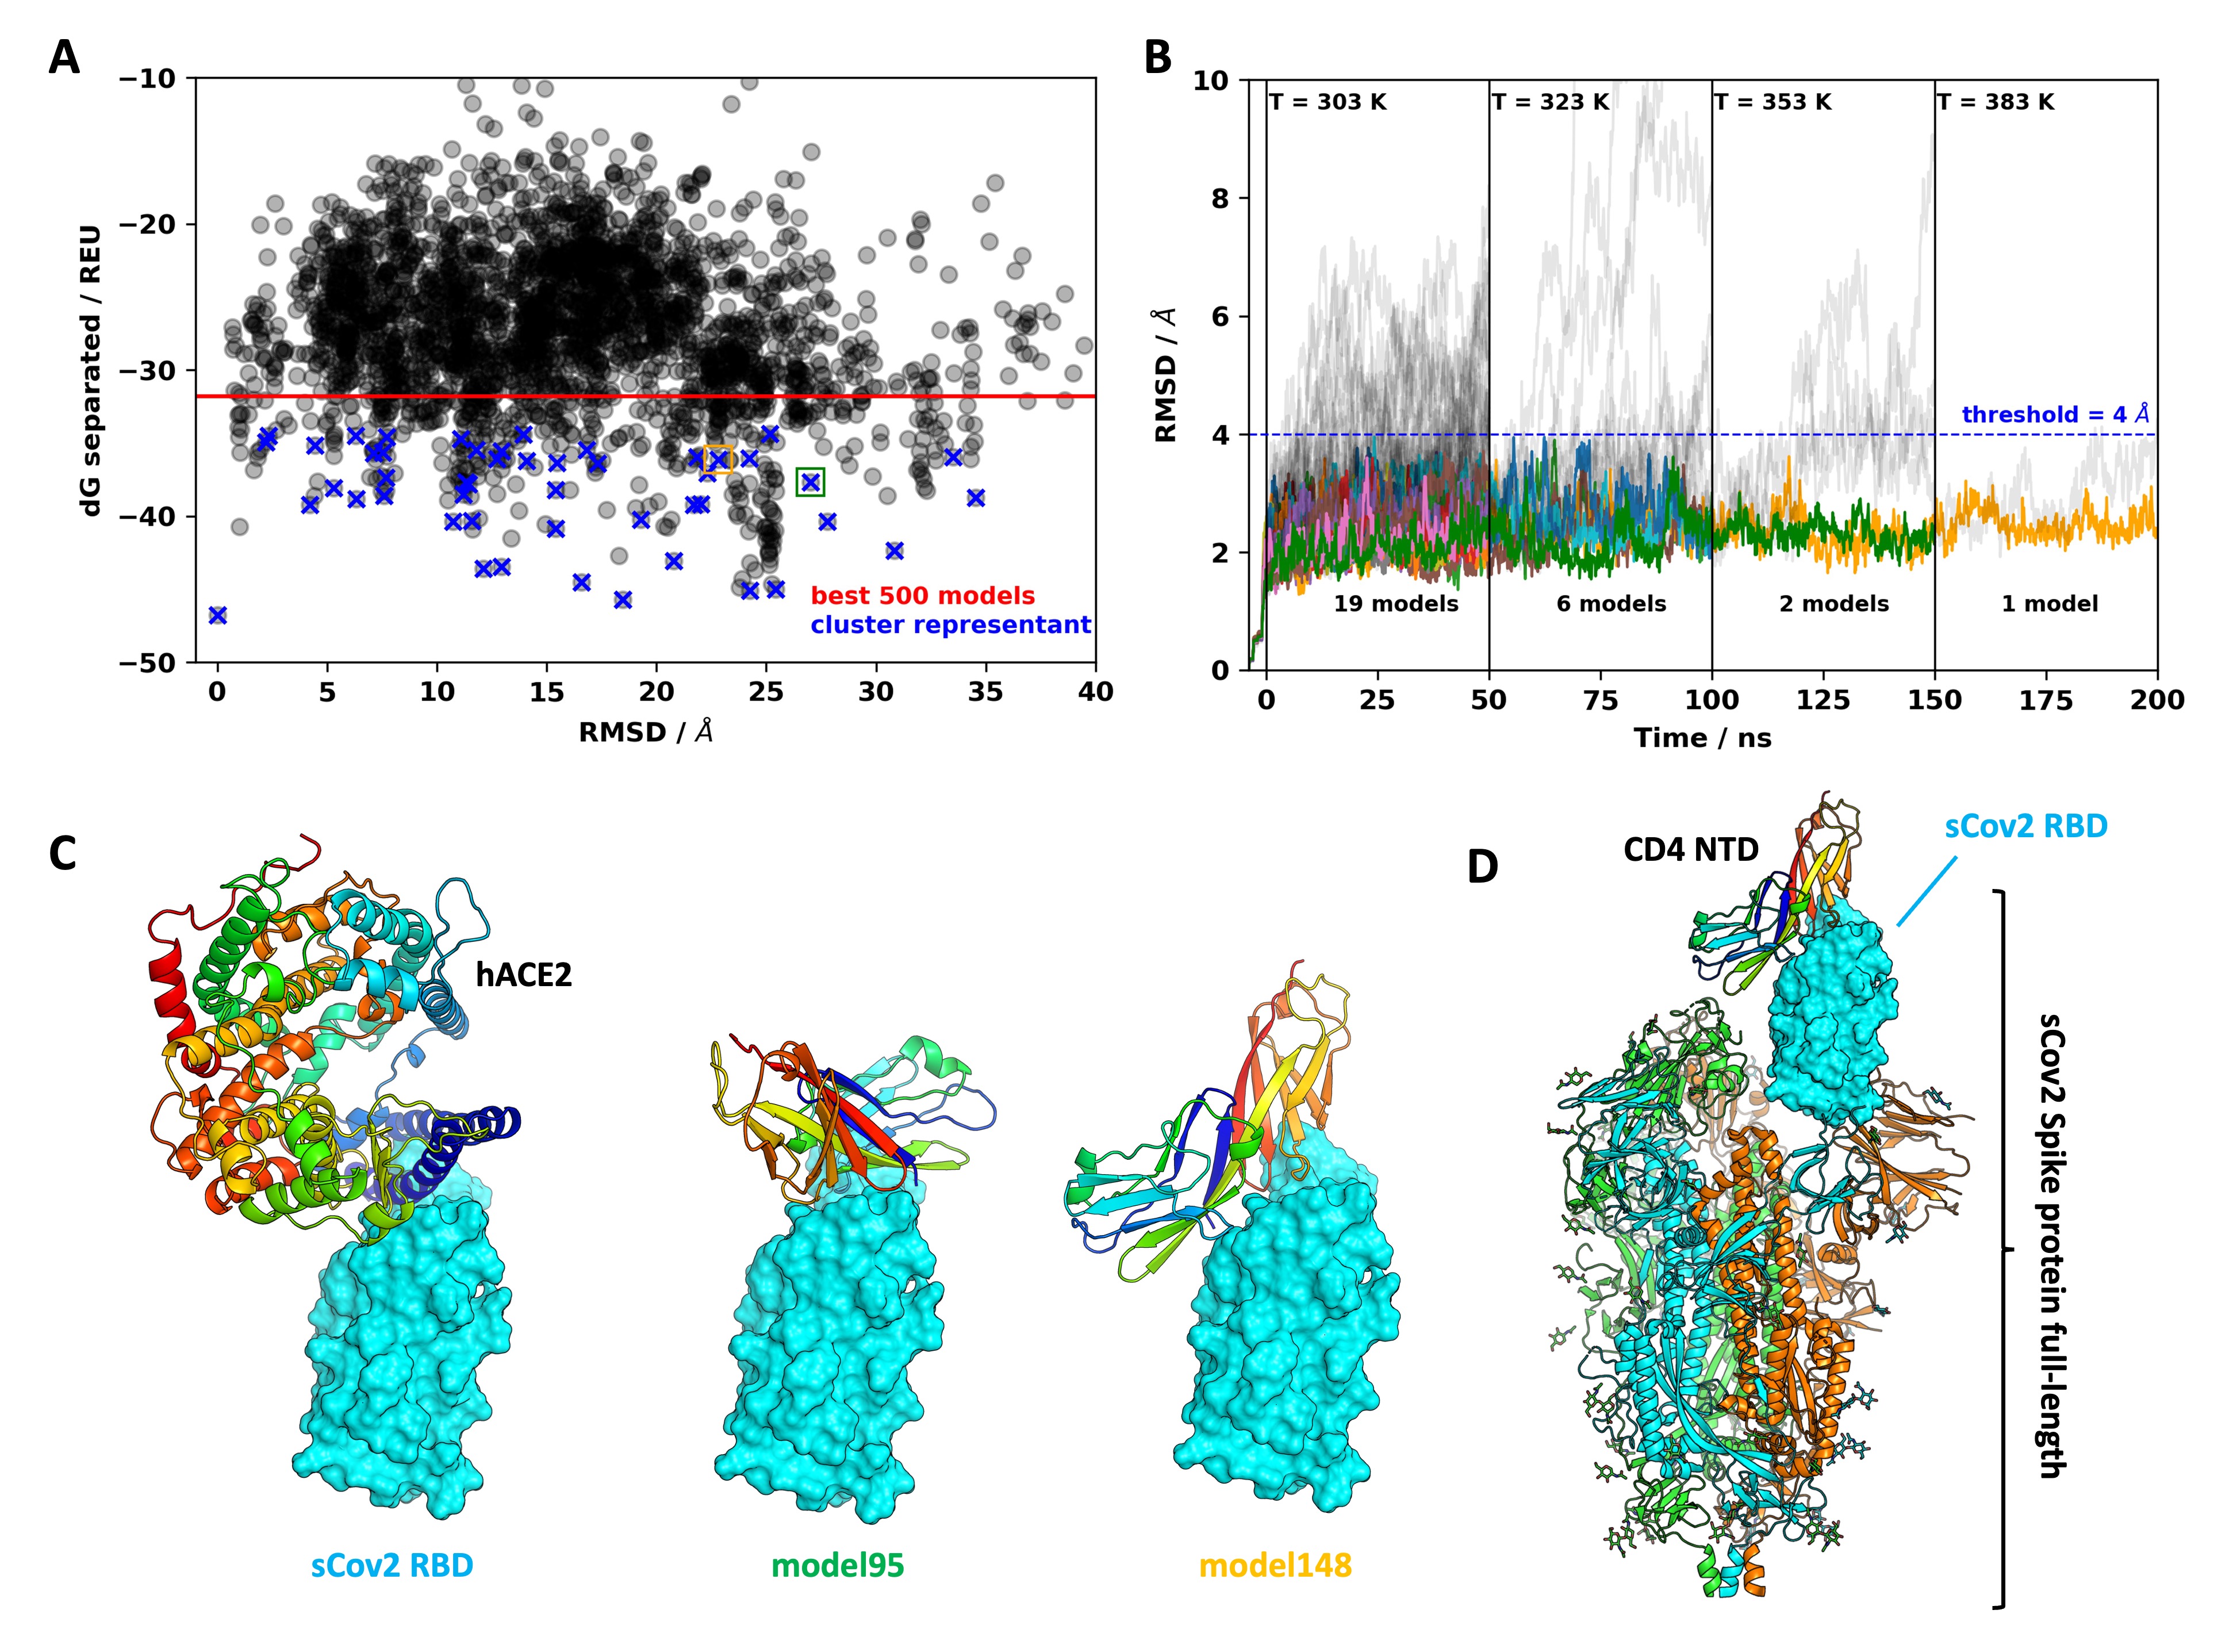 A
−10
−20
−30
−40
−50
dG separated / REU
0 5 10 15 20 25 30 35 40
RMSD / Å
best 500 models
cluster representant
B
10
8
6
4
2
0
RMSD / Å
T = 303 K T = 323 K T = 353 K T = 383 K
threshold = 4 Å
19 models 6 models 2 models 1 model
0 25 50 75 100 125 150 175 200
Time / ns
C
hACE2
sCov2 RBD
model95
model148
D
CD4 NTD
sCov2 RBD
sCov2 Spike protein full-length